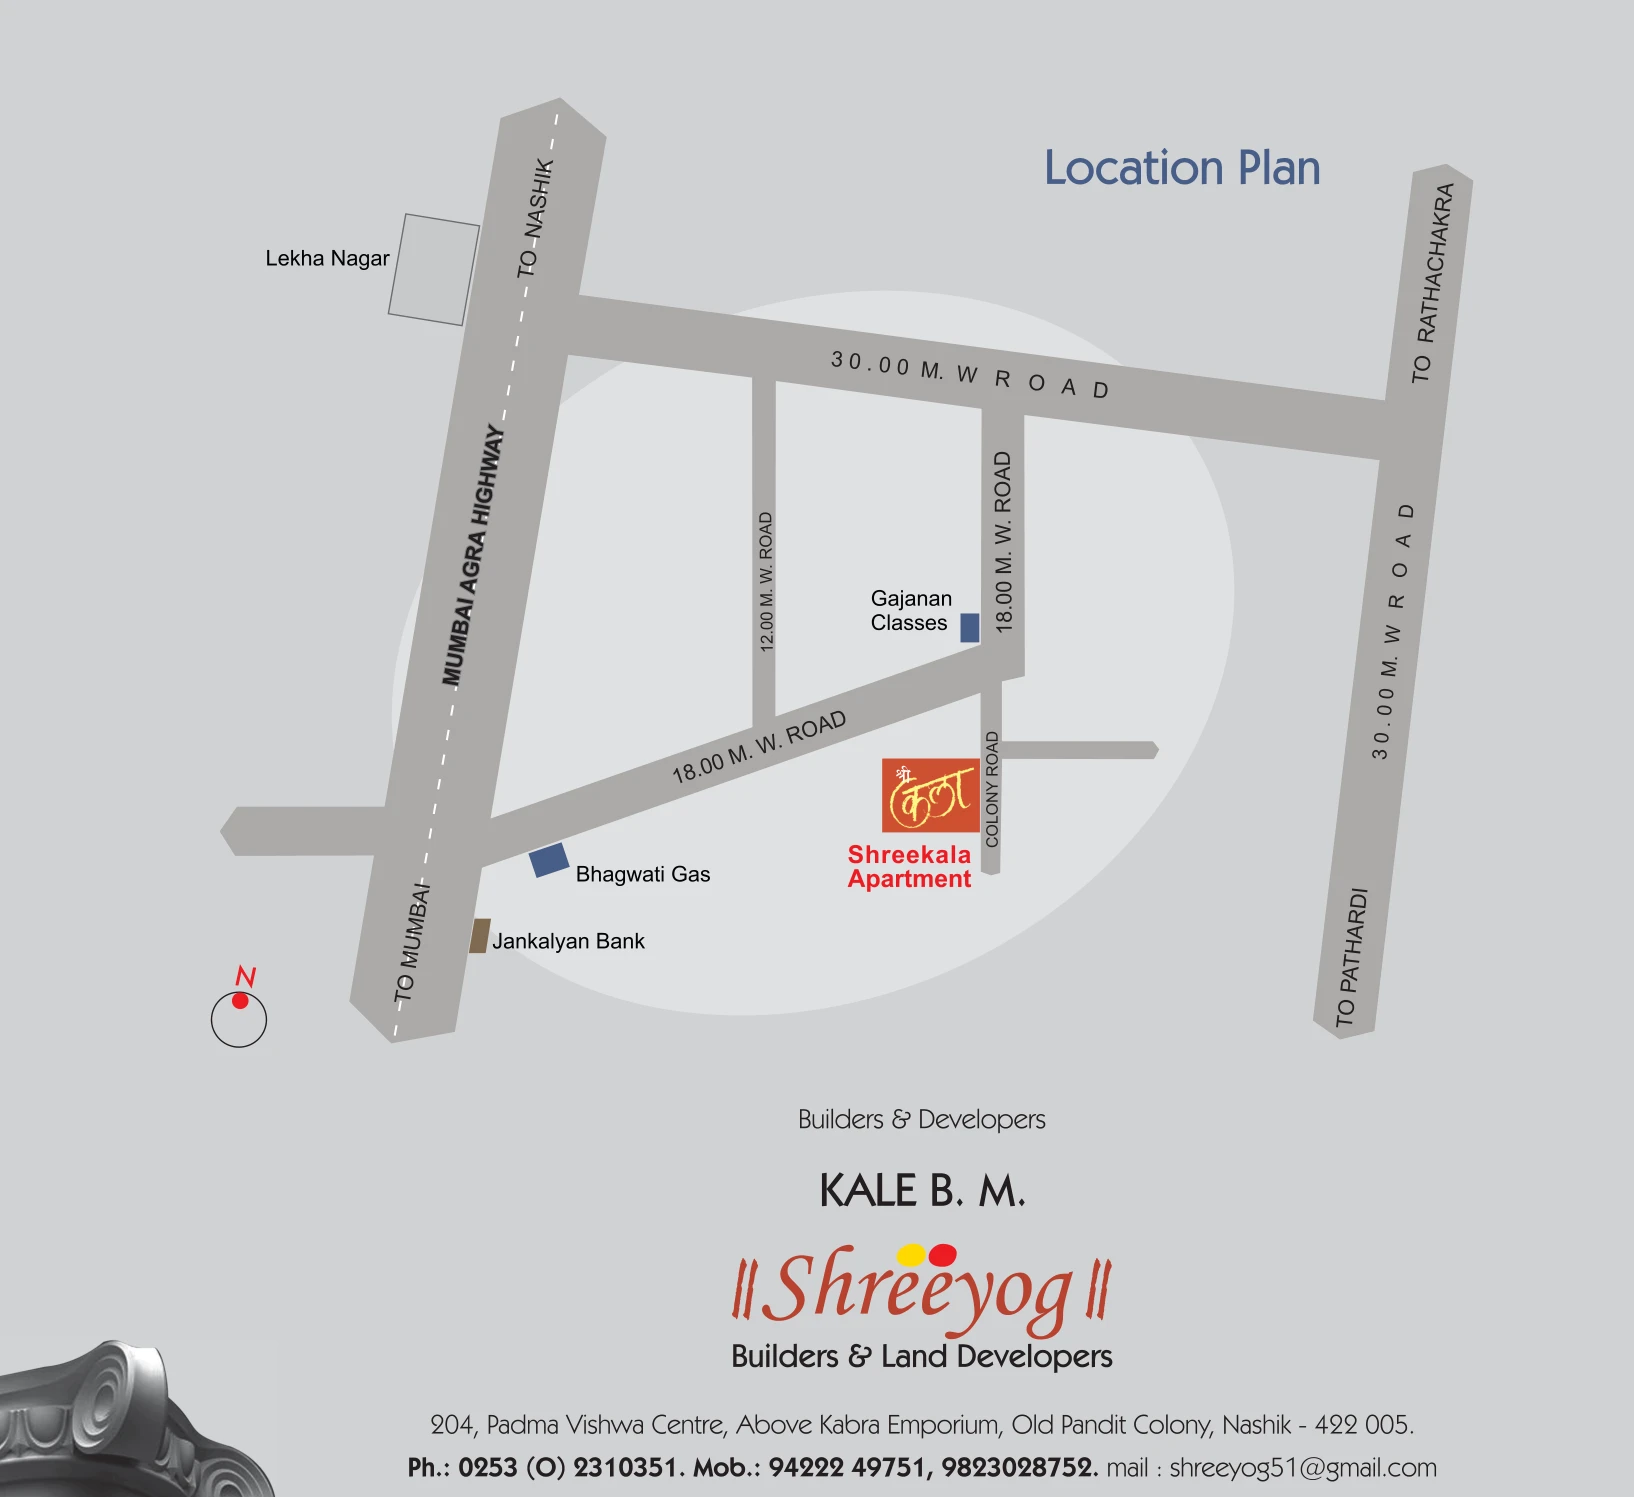 Location Plan
TO NASHIK
TO RATHACHAKRA
Lekha Nagar
30.00 M. W ROAD
MUMBAI AGRA HIGHWAY
12.00 M. W. ROAD
18.00 M. W. ROAD
30.00 M. W ROAD
Gajanan
Classes
18.00 M. W. ROAD
COLONY ROAD
श्री
कला
Shreekala
Apartment
Bhagwati Gas
TO MUMBAI
Jankalyan Bank
TO PATHARDI
N
Builders & Developers
KALE B. M.
|| Shreeyog ||
Builders & Land Developers
204, Padma Vishwa Centre, Above Kabra Emporium, Old Pandit Colony, Nashik - 422 005.
Ph.: 0253 (O) 2310351. Mob.: 94222 49751, 9823028752. mail : shreeyog51@gmail.com